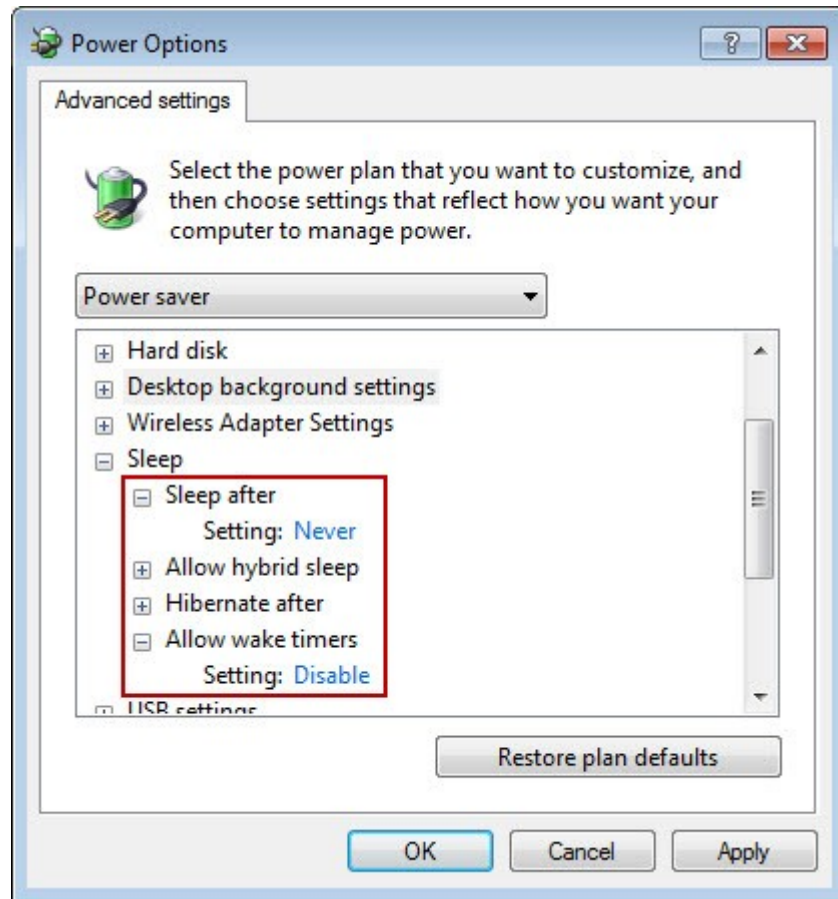 Power Options
Advanced settings
Select the power plan that you want to customize, and
then choose settings that reflect how you want your
computer to manage power.
Power saver
Hard disk
Desktop background settings
Wireless Adapter Settings
Sleep
Sleep after
Setting: Never
Allow hybrid sleep
Hibernate after
Allow wake timers
Setting: Disable
USB settings
Restore plan defaults
OK Cancel Apply